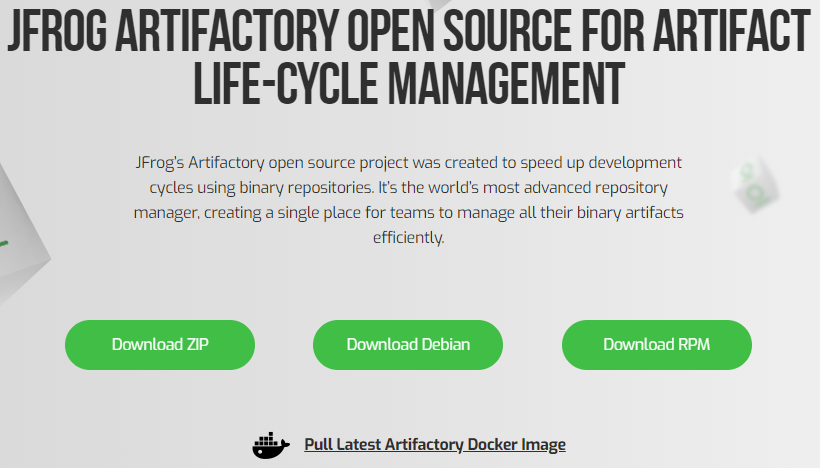 JFROG ARTIFACTORY OPEN SOURCE FOR ARTIFACT
LIFE-CYCLE MANAGEMENT
JFrog's Artifactory open source project was created to speed up development
cycles using binary repositories. It's the world's most advanced repository
manager, creating a single place for teams to manage all their binary artifacts
efficiently.
Download ZIP
Download Debian
Download RPM
Pull Latest Artifactory Docker Image